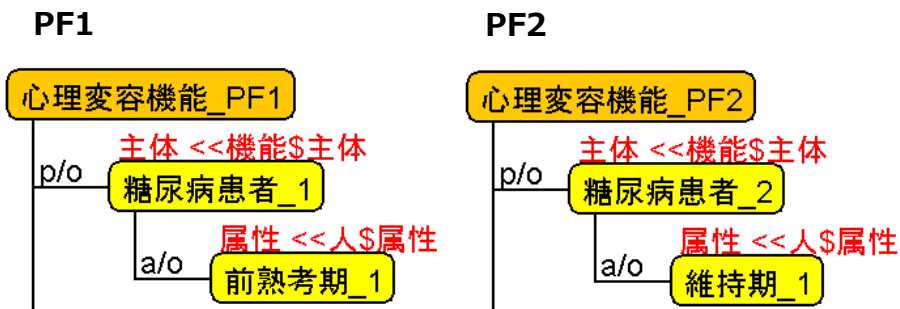 PF1
PF2
心理変容機能_PF1
心理変容機能_PF2
主体 <<機能$主体
主体 <<機能$主体
p/o
糖尿病患者_1
p/o
糖尿病患者_2
属性 <<人$属性
属性 <<人$属性
a/o
前熟考期_1
a/o
維持期_1